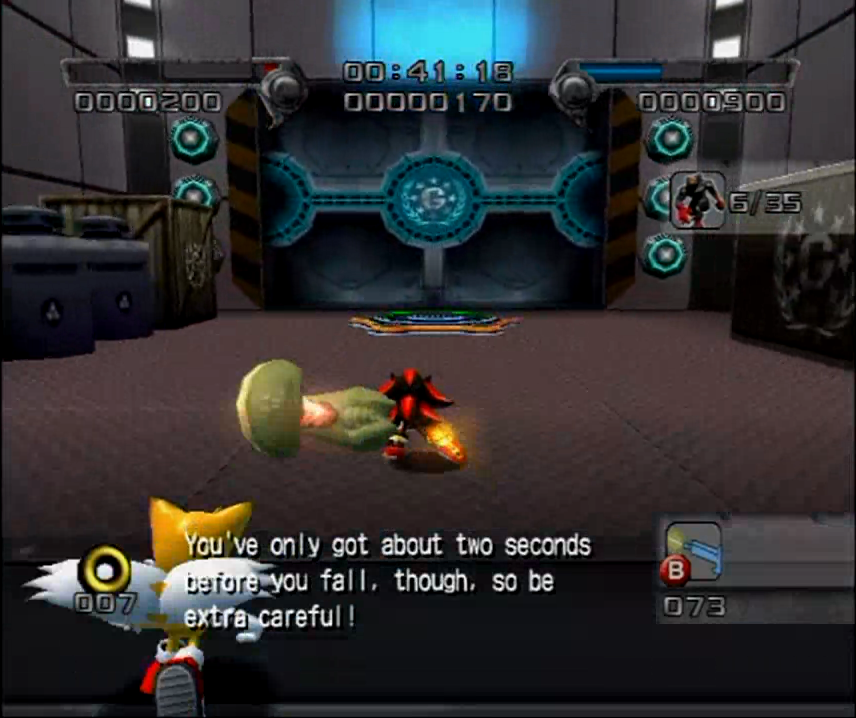 00:41:18
0000200 00000170 0000900
G
6/35
G
You've only got about two seconds
before you fall, though, so be
extra careful!
007
B
073